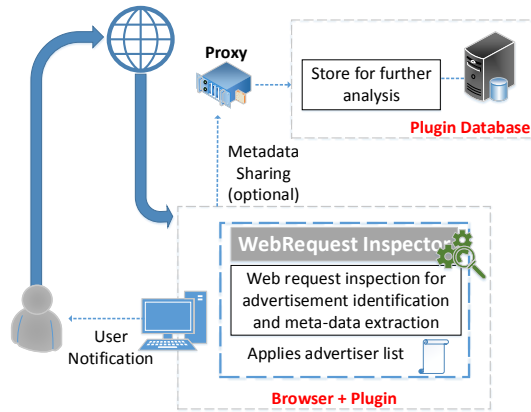 Proxy
Store for further
analysis
Plugin Database
Metadata
Sharing
(optional)
WebRequest Inspector
Web request inspection for
advertisement identification
and meta-data extraction
Applies advertiser list
User
Notification
Browser + Plugin